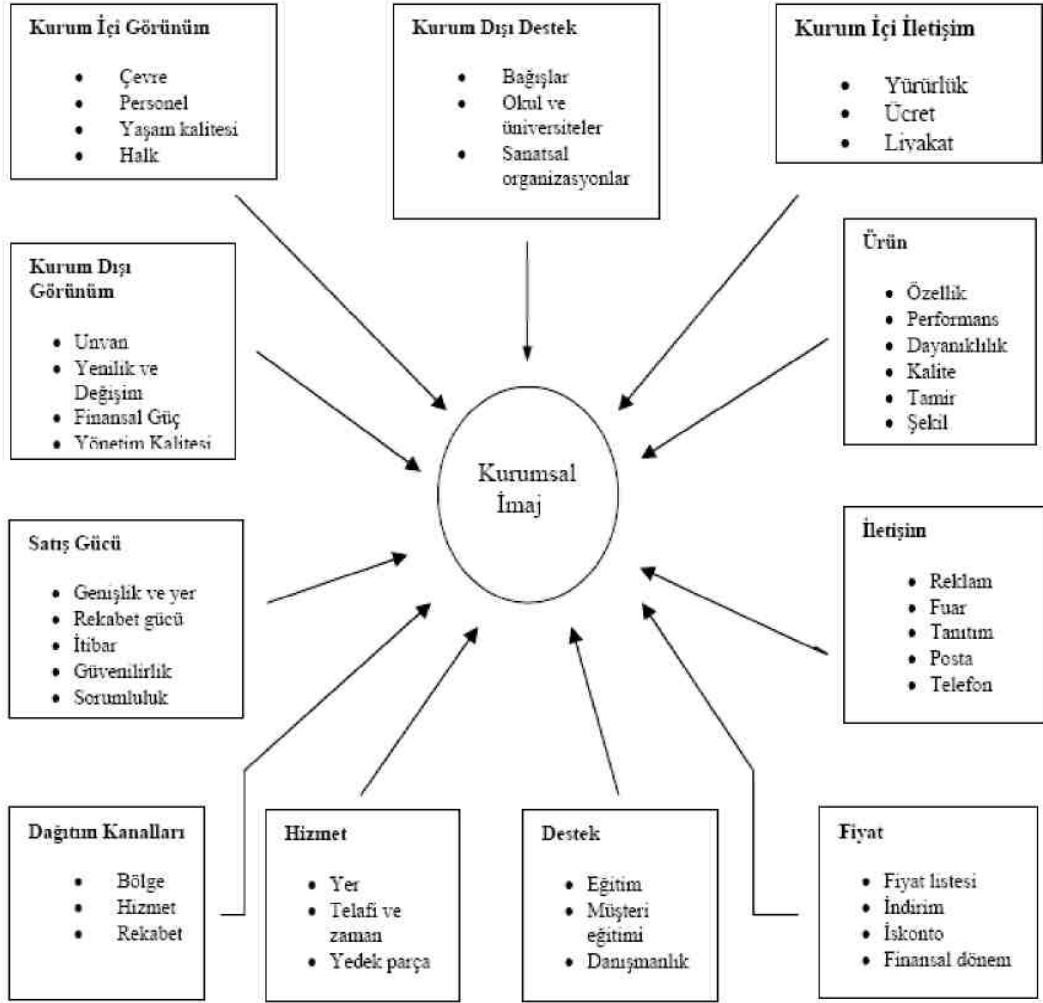 Kurum İçi Görünüm
• Çevre
• Personel
• Yaşam kalitesi
• Halk
Kurum Dışı Destek
• Bağışlar
• Okul ve
üniversiteler
• Sanatsal
organizasyonlar
Kurum İçi İletişim
• Yürürlük
• Ücret
• Liyakat
Kurum Dışı
Görünüm
• Unvan
• Yenilik ve
Değişim
• Finansal Güç
• Yönetim Kalitesi
Ürün
• Özellik
• Performans
• Dayanıklılık
• Kalite
• Tamir
• Şekil
Kurumsal
İmaj
Satış Gücü
• Genişlik ve yer
• Rekabet gücü
• İtibar
• Güvenilirlik
• Sorumluluk
İletişim
• Reklam
• Fuar
• Tanıtım
• Posta
• Telefon
Dağıtım Kanalları
• Bölge
• Hizmet
• Rekabet
Hizmet
• Yer
• Telafi ve
zaman
• Yedek parça
Destek
• Eğitim
• Müşteri
eğitimi
• Danışmanlık
Fiyat
• Fiyat listesi
• İndirim
• İskonto
• Finansal dönem